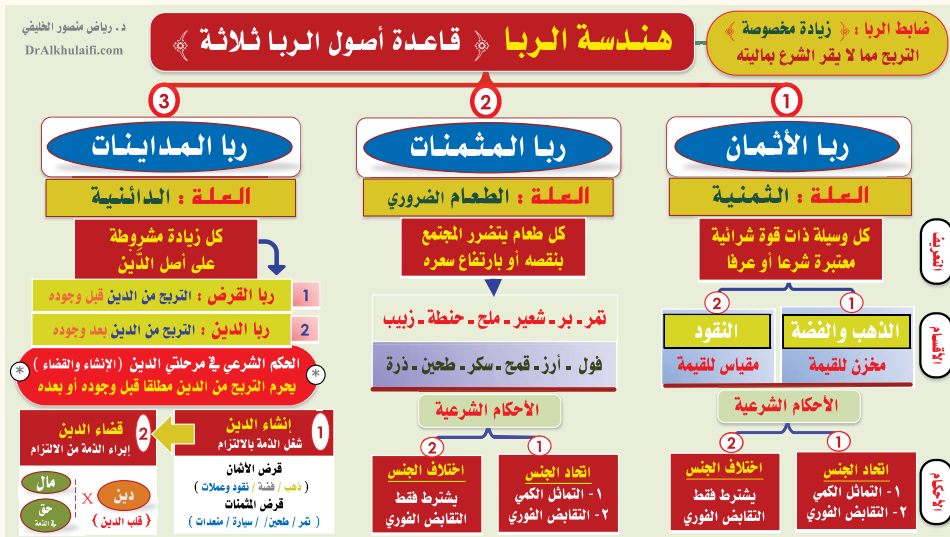 د. رياض منصور الخليفي
DrAlkhulaifi.com
هندسة الربا ﴿ قاعدة أصول الربا ثلاثة ﴾
ضابط الربا : ﴿ زيادة مخصوصة ﴾
التربح مما لا يقر الشرع بماليته
1
ربا الأثمان
العلة : الثمنية
التعريف
كل وسيلة ذات قوة شرائية
معتبرة شرعا أو عرفا
الأقسام
1
الذهب والفضة
مخزن للقيمة
2
النقود
مقياس للقيمة
الأحكام الشرعية
الأحكام
1
اتحاد الجنس
١- التماثل الكمي
٢- التقابض الفوري
2
اختلاف الجنس
يشترط فقط
التقابض الفوري
2
ربا المثمنات
العلة : الطعام الضروري
كل طعام يتضرر المجتمع
بنقصه أو بارتفاع سعره
تمر ـ بر ـ شعير ـ ملح ـ حنطة ـ زبيب
فول ـ أرز ـ قمح ـ سكر ـ طحين ـ ذرة
الأحكام الشرعية
1
اتحاد الجنس
١- التماثل الكمي
٢- التقابض الفوري
2
اختلاف الجنس
يشترط فقط
التقابض الفوري
3
ربا المداينات
العلة : الدائنية
كل زيادة مشروطة
على أصل الدَّيْن
1
ربا القرض : التربح من الدين قبل وجوده
2
ربا الدين : التربح من الدين بعد وجوده
* الحكم الشرعي في مرحلتي الدين ( الإنشاء والقضاء ) *
يحرم التربح من الدين مطلقا قبل وجوده أو بعده
1
إنشاء الدين
شغل الذمة بالالتزام
قرض الأثمان
( ذهب / فضة / نقود وعملات )
قرض المثمنات
( تمر / طحين/ / سيارة / متعدات )
2
قضاء الدين
إبراء الذمة من الالتزام
دين
{ قلب الدين }
X
مال
حق
في الذمة